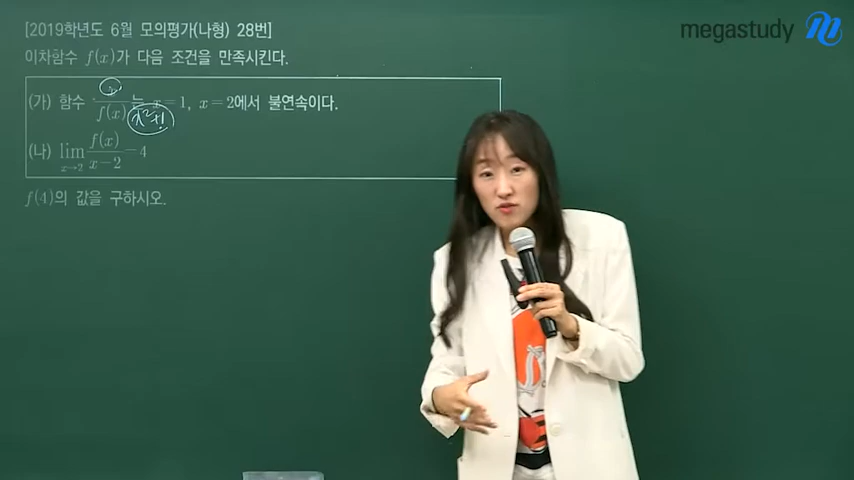 [2019학년도 6월 모의평가(나형) 28번]
megastudy
이차함수 f(x)가 다음 조건을 만족시킨다.
(가) 함수 x/f(x) 는 x=1, x=2에서 불연속이다.
x²+1
(나) lim x→2 f(x)/x-2 = 4
f(4)의 값을 구하시오.